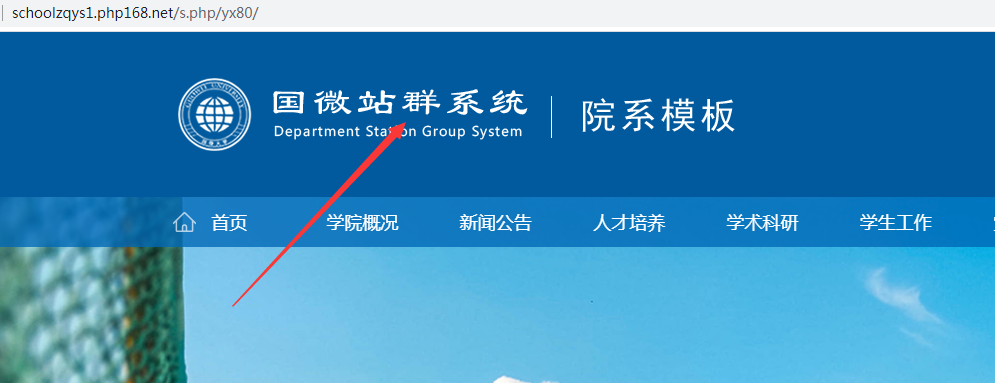 schoolzqys1.php168.net/s.php/yx80/
国微站群系统
Department Station Group System
院系模板
首页 学院概况 新闻公告 人才培养 学术科研 学生工作